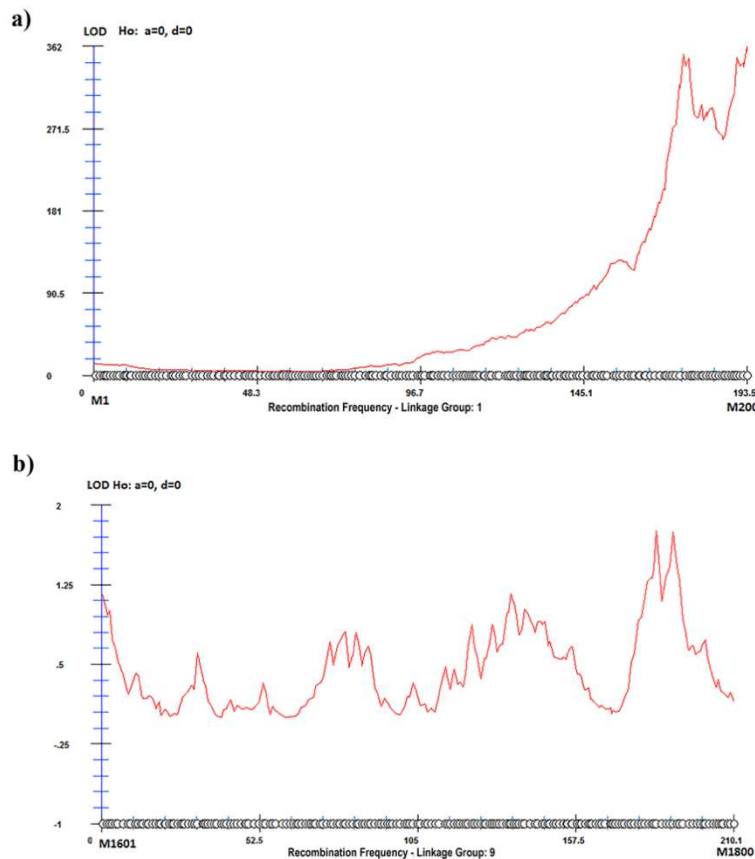 a)
LOD Ho: a=0, d=0
362
271.5
181
90.5
0
0 48.3 96.7 145.1 193.5
M1 Recombination Frequency - Linkage Group: 1 M200
b)
LOD Ho: a=0, d=0
2
1.25
.5
-.25
-1
0 52.5 105 157.5 210.1
M1601 Recombination Frequency - Linkage Group: 9 M1800